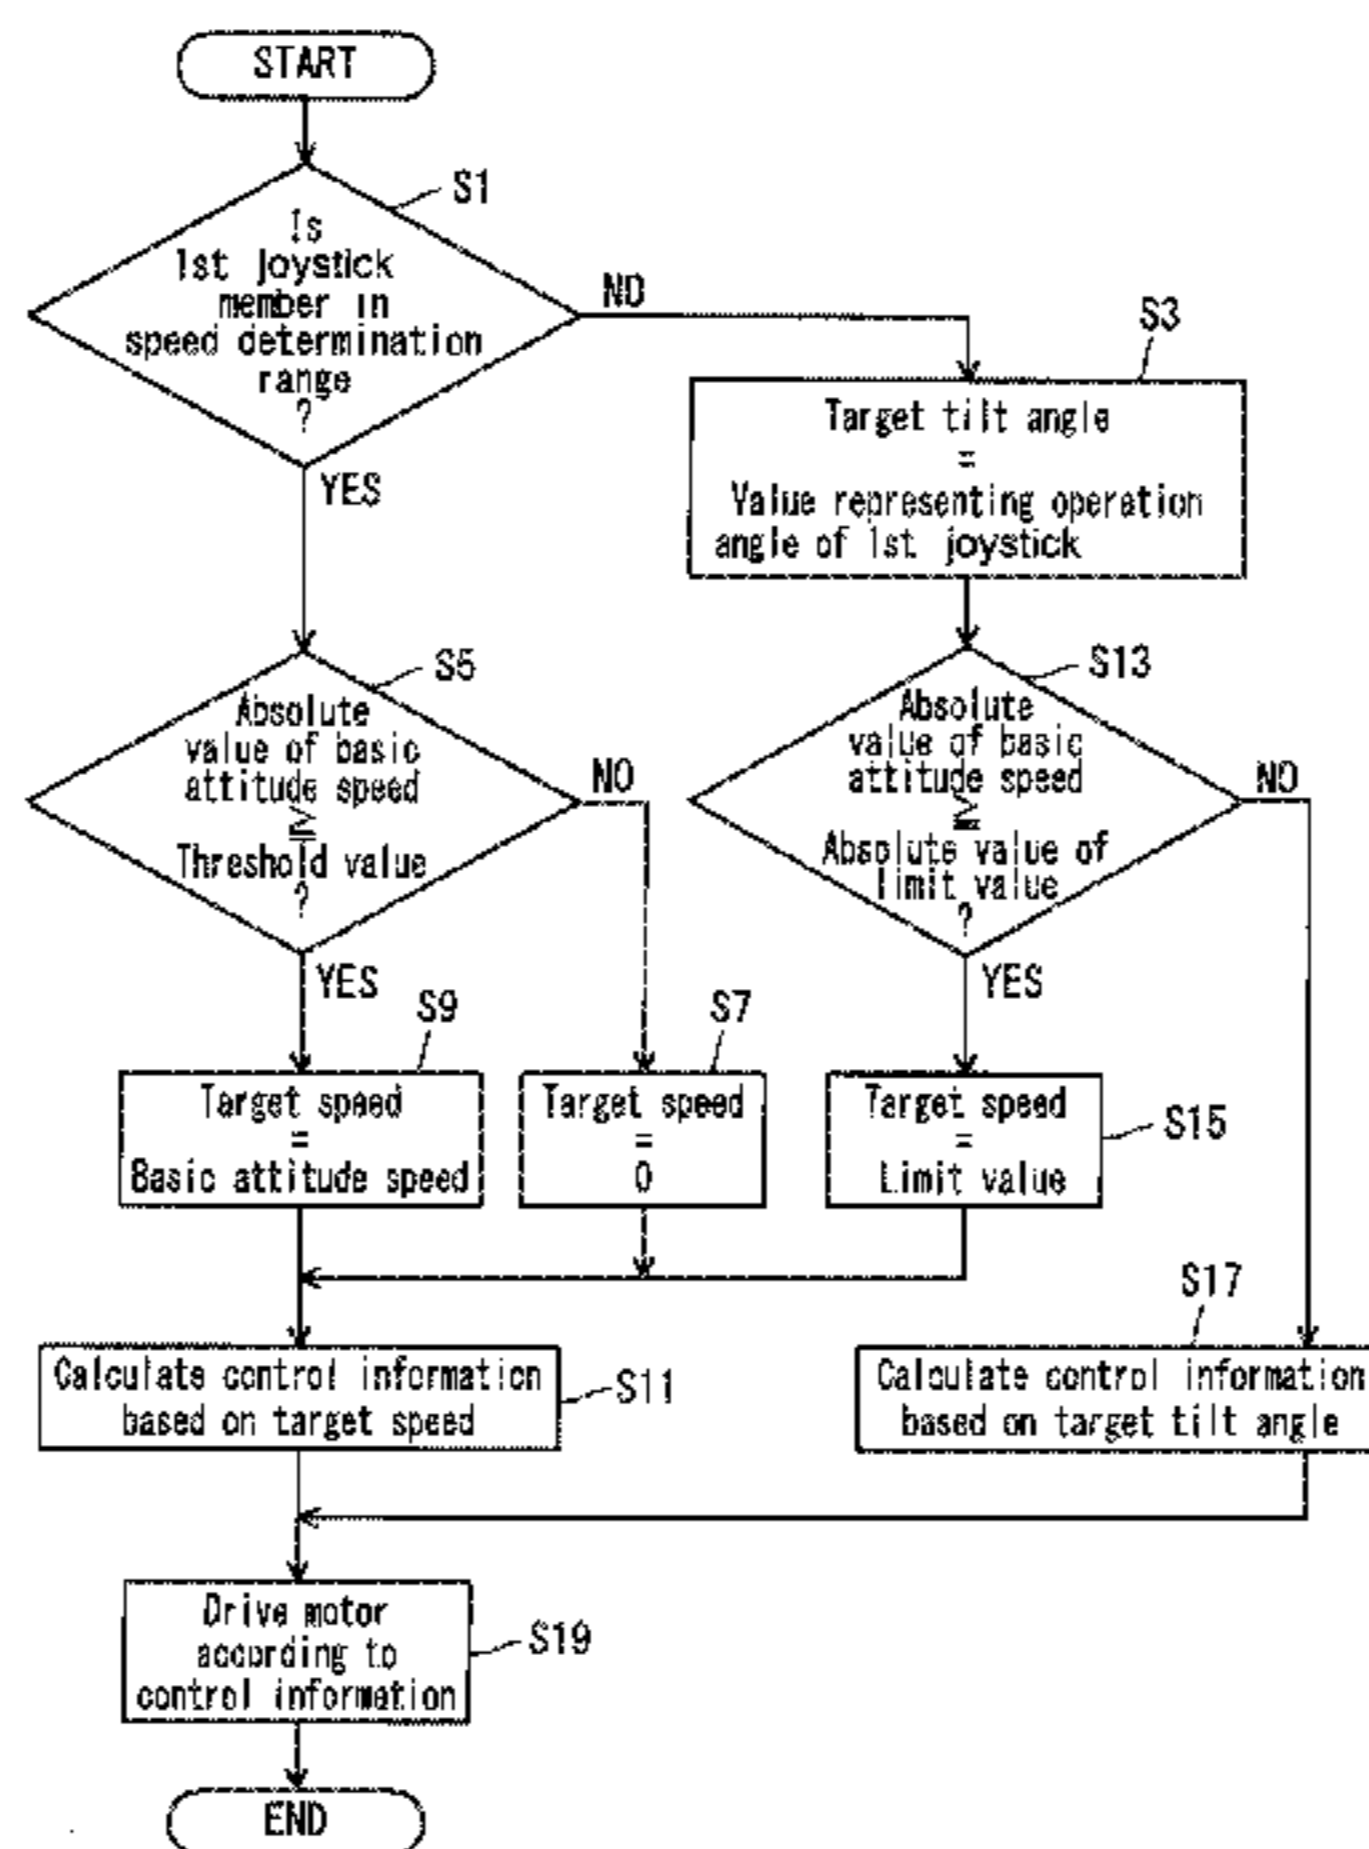 START
S1
Is
1st joystick
member in
speed determination
range
?
NO
YES
S3
Target tilt angle
=
Value representing operation
angle of 1st joystick
S5
Absolute
value of basic
attitude speed
≧
Threshold value
?
NO
YES
S13
Absolute
value of basic
attitude speed
≧
Absolute value of
limit value
?
NO
YES
S9
Target speed
=
Basic attitude speed
S7
Target speed
=
0
Target speed
=
Limit value
S15
S17
Calculate control information
based on target speed
S11
Calculate control information
based on target tilt angle
Drive motor
according to
control information
S19
END